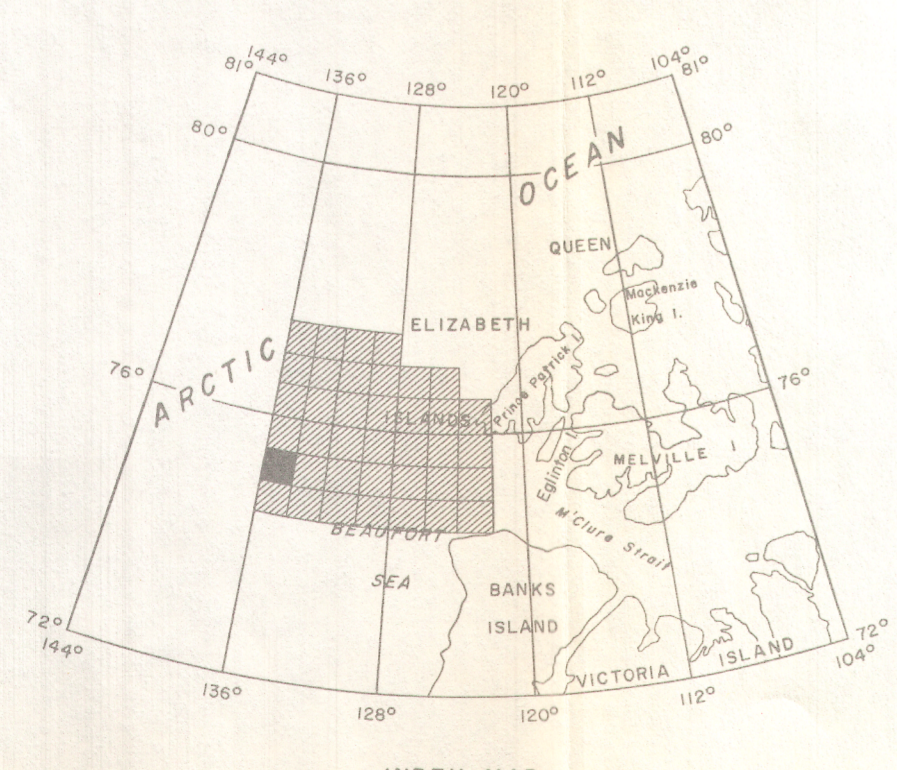 144°
81°
136°
128°
120°
112°
104°
81°
80°
80°
OCEAN
QUEEN
Mackenzie
King I.
ELIZABETH
ARCTIC
Prince Patrick I.
76°
76°
ISLANDS
Eglinton I.
MELVILLE I
M'Clure Strait
BEAUFORT
SEA
BANKS
ISLAND
VICTORIA
ISLAND
72°
144°
136°
128°
120°
112°
72°
104°